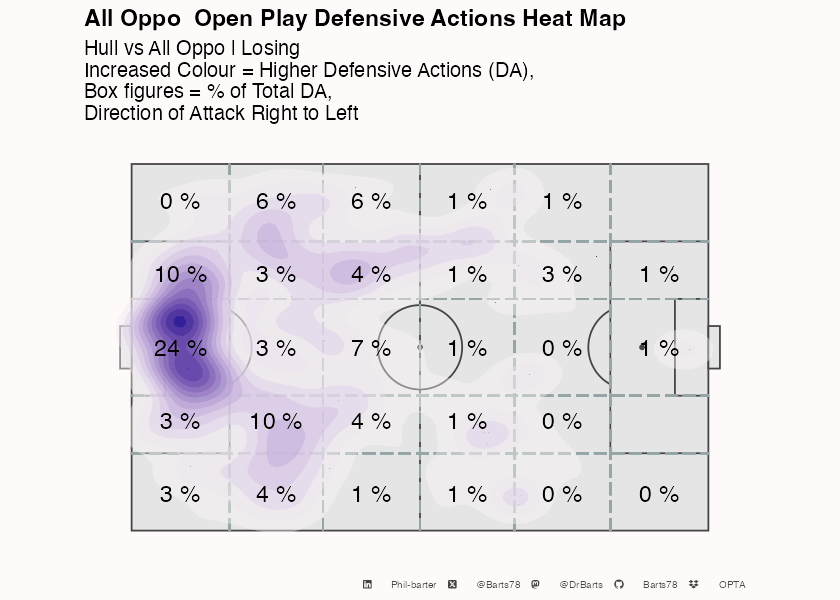 All Oppo  Open Play Defensive Actions Heat Map
Hull vs All Oppo | Losing
Increased Colour = Higher Defensive Actions (DA),
Box figures = % of Total DA,
Direction of Attack Right to Left
0 % 6 % 6 % 1 % 1 %
10 % 3 % 4 % 1 % 3 % 1 %
24 % 3 % 7 % 1 % 0 % 1 %
3 % 10 % 4 % 1 % 0 %
3 % 4 % 1 % 1 % 0 % 0 %
Phil-barter @Barts78 @DrBarts Barts78 OPTA